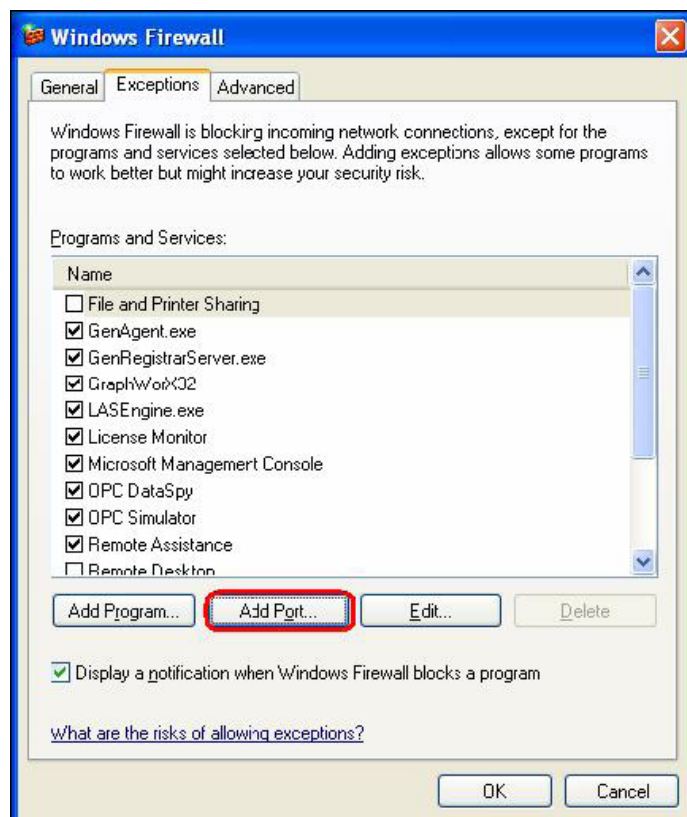 Windows Firewall
General Exceptions Advanced
Windows Firewall is blocking incoming network connections, except for the
programs and services selected below. Adding exceptions allows some programs
to work better but might increase your security risk.
Programs and Services:
Name
File and Printer Sharing
GenAgent.exe
GenRegistrarServer.exe
GraphWorX32
LASEngine.exe
License Monitor
Microsoft Management Console
OPC DataSpy
OPC Simulator
Remote Assistance
Remote Desktop
Add Program... Add Port... Edit... Delete
Display a notification when Windows Firewall blocks a program
What are the risks of allowing exceptions?
OK Cancel